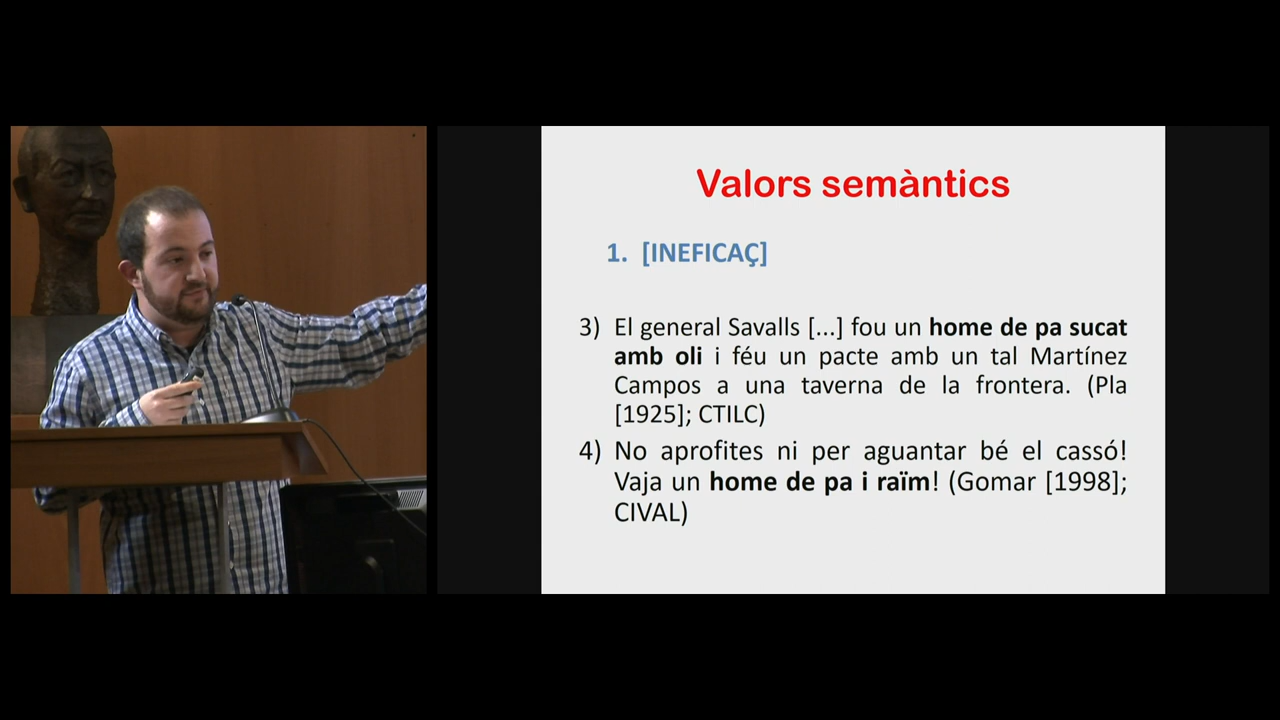 Valors semàntics
1. [INEFICAÇ]
3) El general Savalls [...] fou un home de pa sucat
amb oli i féu un pacte amb un tal Martínez
Campos a una taverna de la frontera. (Pla
[1925]; CTILC)
4) No aprofites ni per aguantar bé el cassó!
Vaja un home de pa i raïm! (Gomar [1998];
CIVAL)